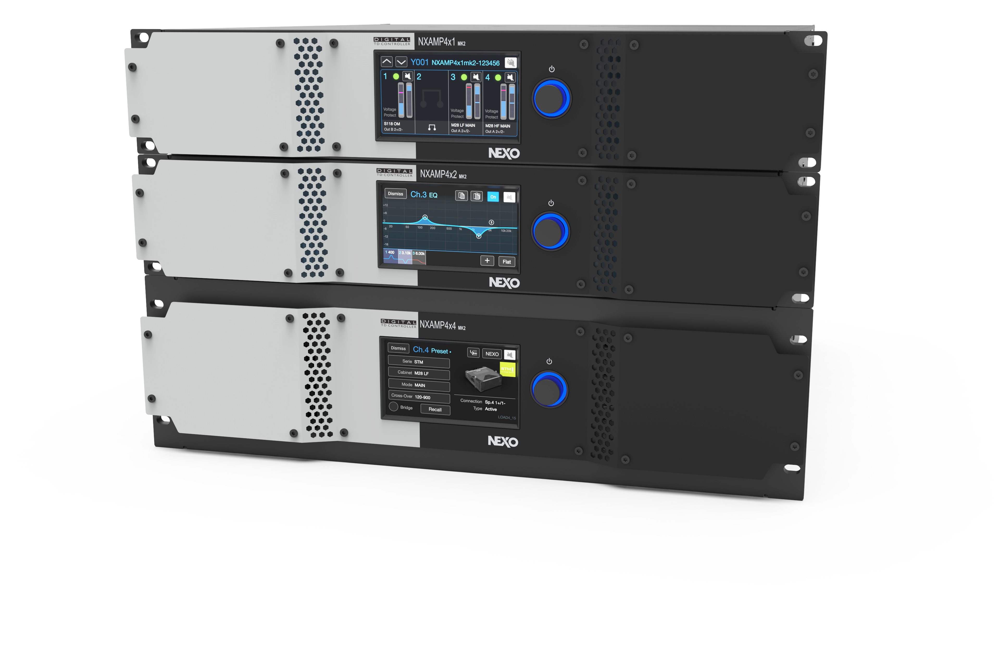 DIGITAL
TD CONTROLLER
NXAMP4x1 MK2
Y001 NXAMP4x1mk2-123456
1 2 3 4
Voltage
Protect
Voltage
Protect
Voltage
Protect
S118 OM
Out B 2+/2-
M28 LF MAIN
Out A 2+/2-
M28 HF MAIN
Out A 2+/2-
NEXO
DIGITAL
TD CONTROLLER
NXAMP4x2 MK2
Dismiss Ch.3 EQ On
+12
+6
0
-6
-12
-18
1
2
3
20 50 100 200 500 1k 5k 10k 20k
1 400 2 3.10k 3 6.00k
+ Flat
NEXO
DIGITAL
TD CONTROLLER
NXAMP4x4 MK2
Dismiss Ch.4 Preset • NEXO
Serie STM
Cabinet M28 LF
Mode MAIN
Cross-Over 120-900
Bridge Recall
STM
Connection Sp.4 1+/1-
Type Active
LOAD4_15
NEXO